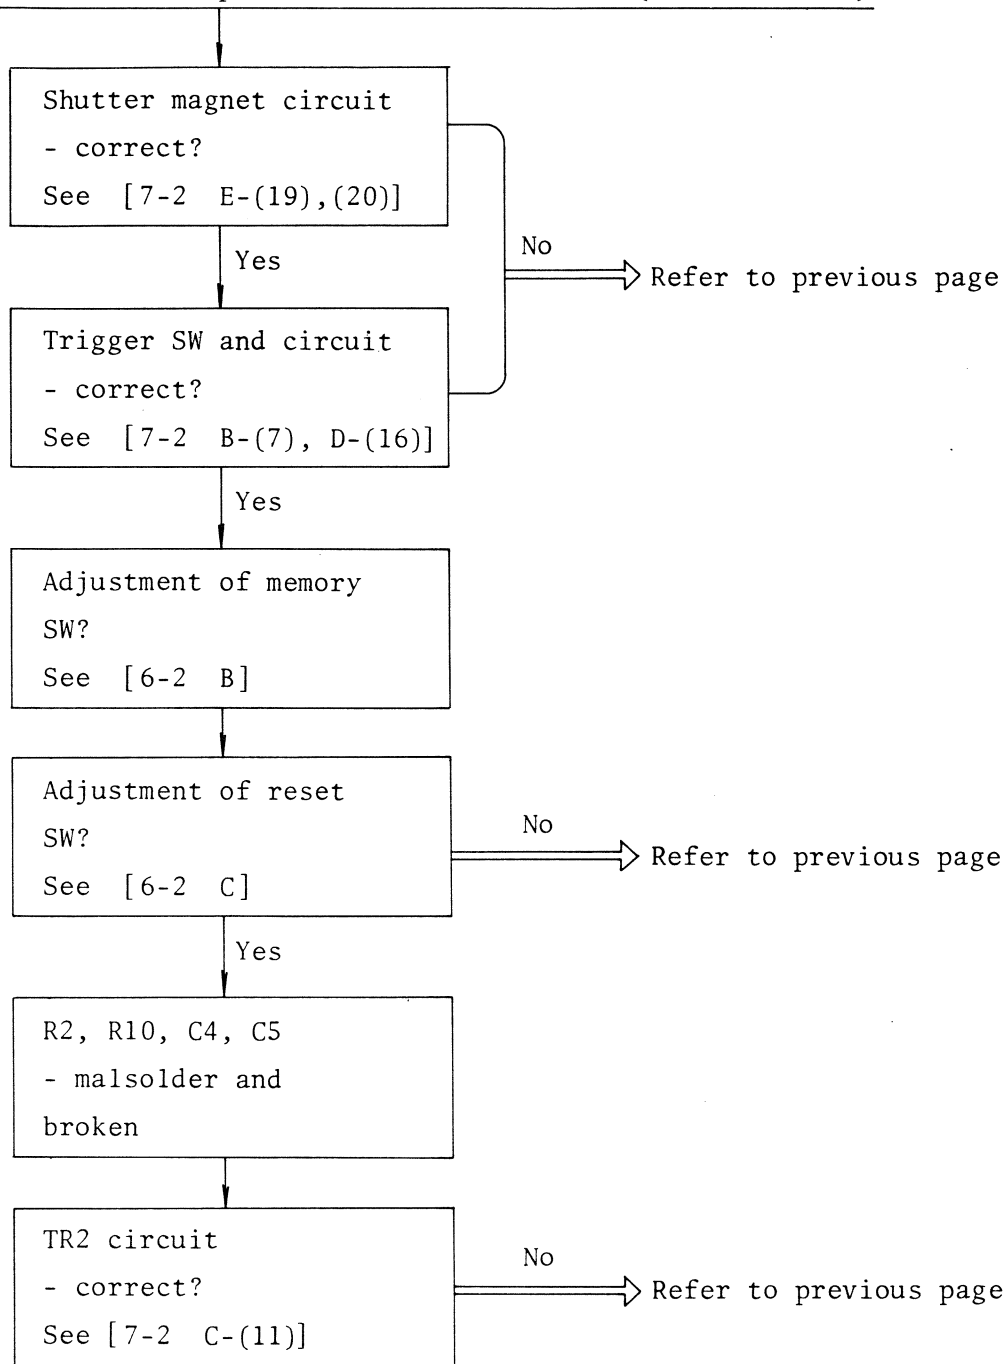 Shutter magnet circuit
- correct?
See [7-2 E-(19),(20)]
No
Refer to previous page
Yes
Trigger SW and circuit
- correct?
See [7-2 B-(7), D-(16)]
Yes
Adjustment of memory
SW?
See [6-2 B]
Adjustment of reset
SW?
See [6-2 C]
No
Refer to previous page
Yes
R2, R10, C4, C5
- malsolder and
broken
TR2 circuit
- correct?
See [7-2 C-(11)]
No
Refer to previous page